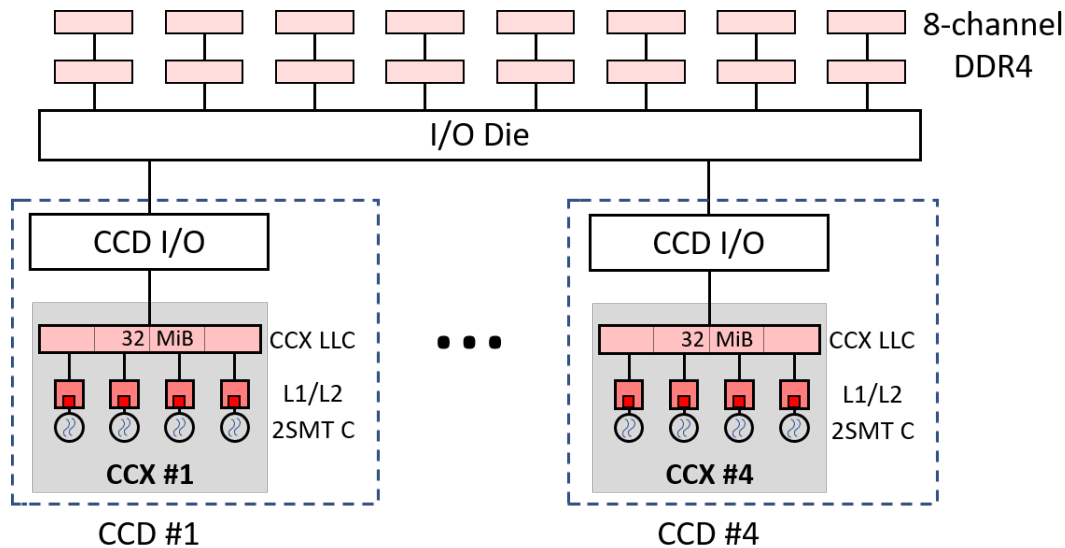 8-channel
DDR4
I/O Die
CCD I/O
CCD I/O
32 MiB
CCX LLC
32 MiB
CCX LLC
L1/L2
L1/L2
2SMT C
2SMT C
CCX #1
CCX #4
CCD #1
CCD #4